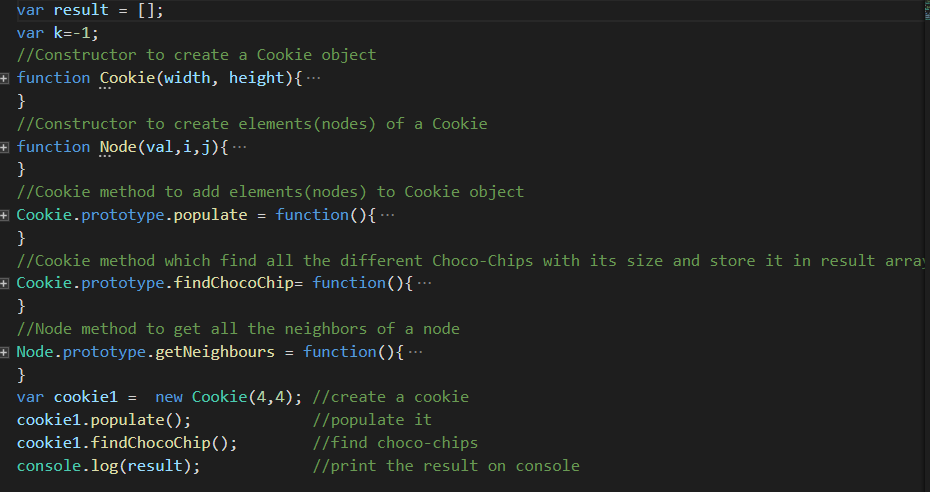 var result = [];
var k=-1;
//Constructor to create a Cookie object
function Cookie(width, height){ ···
}
//Constructor to create elements(nodes) of a Cookie
function Node(val,i,j){ ···
}
//Cookie method to add elements(nodes) to Cookie object
Cookie.prototype.populate = function(){ ···
}
//Cookie method which find all the different Choco-Chips with its size and store it in result array
Cookie.prototype.findChocoChip= function(){ ···
}
//Node method to get all the neighbors of a node
Node.prototype.getNeighbours = function(){ ···
}
var cookie1 =  new Cookie(4,4); //create a cookie
cookie1.populate();             //populate it
cookie1.findChocoChip();        //find choco-chips
console.log(result);            //print the result on console